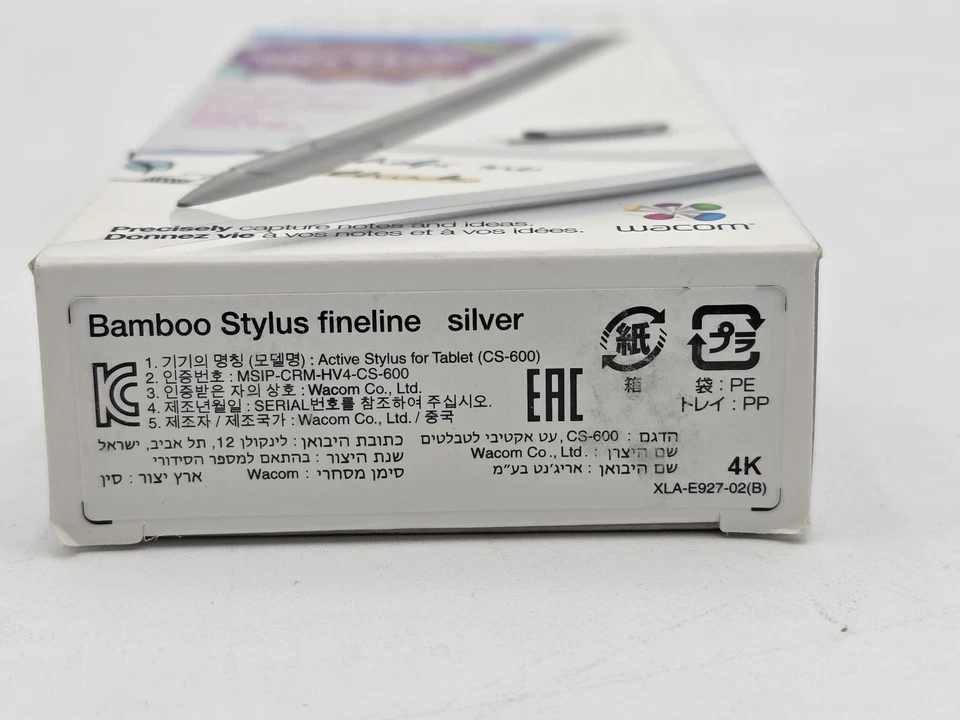 Precisely capture notes and ideas.
Donnez vie à vos notes et à vos idées.
wacom
Bamboo Stylus fineline silver
1. 기기의 명칭 (모델명) : Active Stylus for Tablet (CS-600)
2. 인증번호 : MSIP-CRM-HV4-CS-600
3. 인증받은 자의 상호 : Wacom Co., Ltd.
4. 제조년월일 : SERIAL번호를 참조하여 주십시오.
5. 제조자 / 제조국가 : Wacom Co., Ltd. / 중국
EAC
紙
箱
プラ
袋 : PE
トレイ : PP
הדגם : CS-600, עט אקטיבי לטבלטים
שם היצרן : Wacom Co., Ltd.
שם היבואן : אריג'נט בע"מ
כתובת היבואן : לינקולן 12, תל אביב, ישראל
שנת היצור : בהתאם למספר הסידורי
סימן מסחרי : Wacom
ארץ יצור : סין
4K
XLA-E927-02(B)